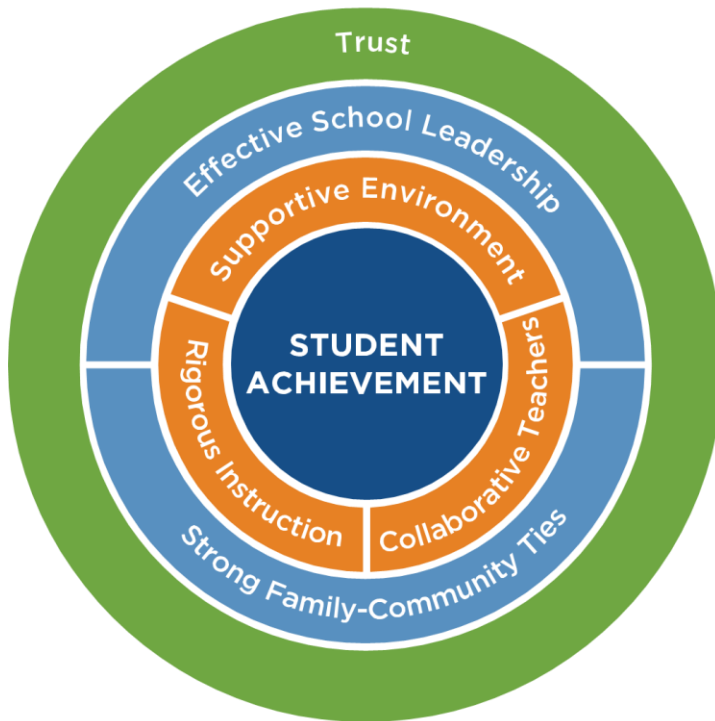 Trust
Effective School Leadership
Supportive Environment
STUDENT
ACHIEVEMENT
Rigorous Instruction
Collaborative Teachers
Strong Family-Community Ties